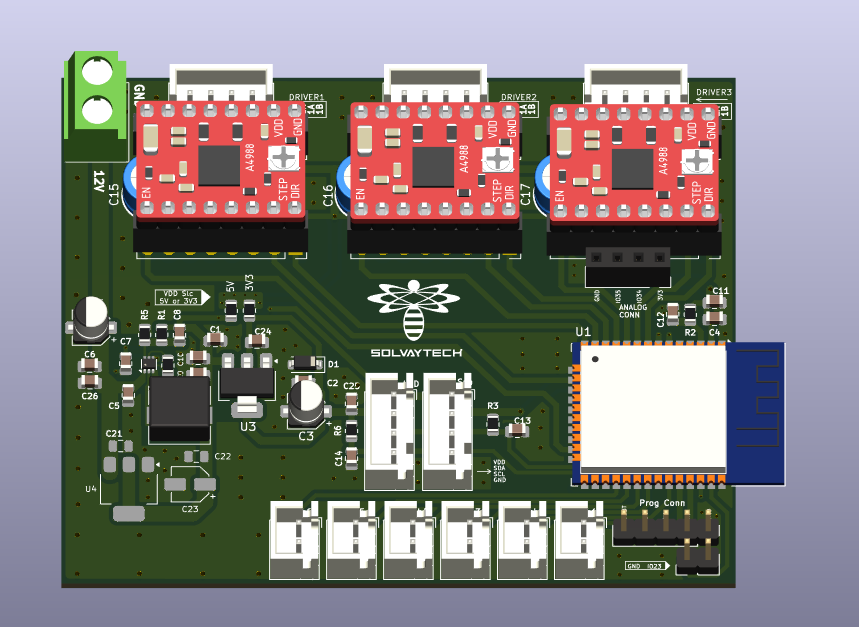 GND
DRIVER1
1A
1B
DRIVER2
1A
1B
DRIVER3
1B
VDD
GND
A4988
EN
STEP
DIR
VDD
GND
A4988
EN
STEP
DIR
VDD
GND
A4988
EN
STEP
DIR
12V
C15
C16
C17
VDD Slc
5V or 3V3
5V
3V3
GND
IO35
IO34
3V3
ANALOG
CONN
C11
C12
R2
C4
R5
R1
C8
C1
C24
SOLVAYTECH
U1
C7
C6
C26
C5
D1
C2
C3
U3
R6
C14
R3
C13
VDD
SDA
SCL
GND
C21
C22
U4
C23
Prog Conn
GND IO23